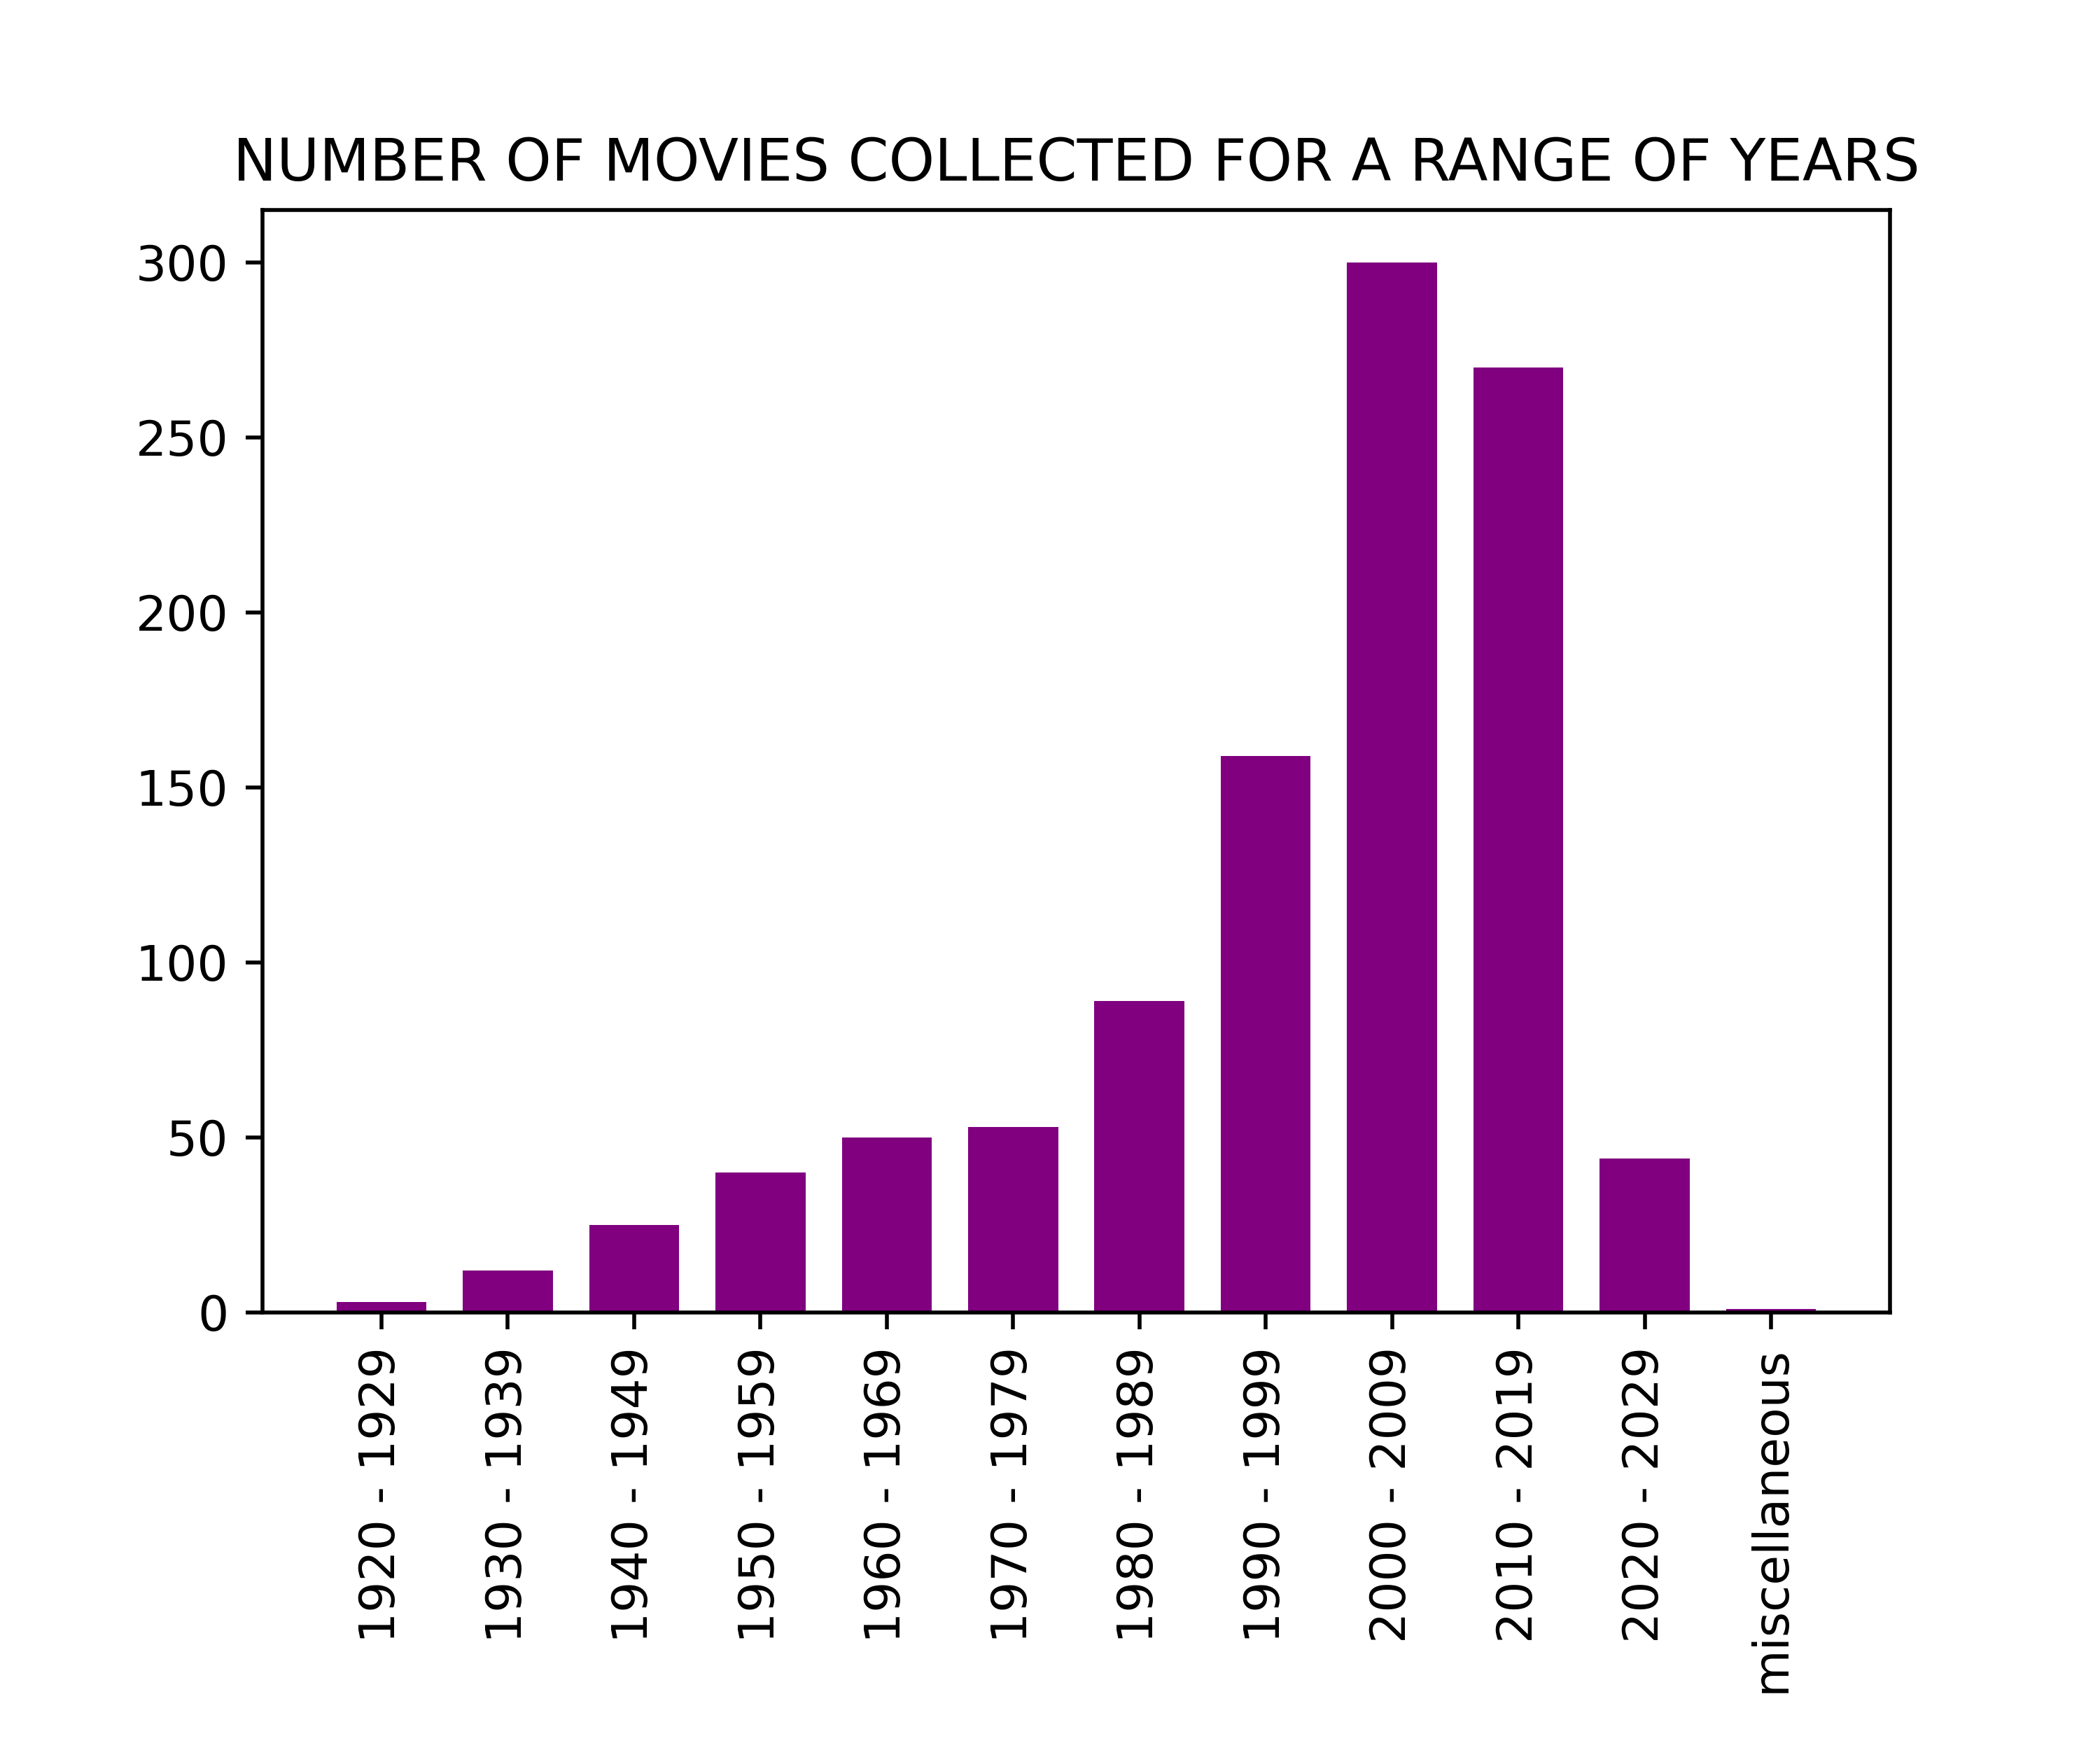 NUMBER OF MOVIES COLLECTED FOR A RANGE OF YEARS
300
250
200
150
100
50
0
1920 - 1929
1930 - 1939
1940 - 1949
1950 - 1959
1960 - 1969
1970 - 1979
1980 - 1989
1990 - 1999
2000 - 2009
2010 - 2019
2020 - 2029
miscellaneous